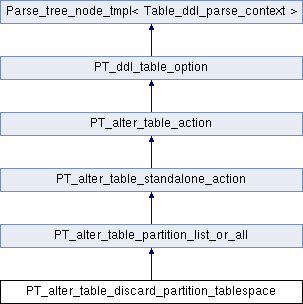 Parse_tree_node_tmpl< Table_ddl_parse_context >
PT_ddl_table_option
PT_alter_table_action
PT_alter_table_standalone_action
PT_alter_table_partition_list_or_all
PT_alter_table_discard_partition_tablespace